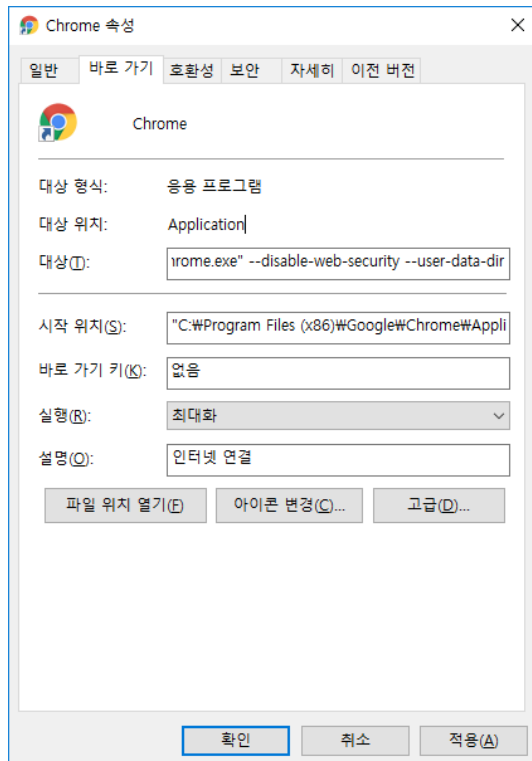 Chrome 속성
일반 바로 가기 호환성 보안 자세히 이전 버전
Chrome
대상 형식: 응용 프로그램
대상 위치: Application
대상(T): hrome.exe" --disable-web-security --user-data-dir
시작 위치(S): "C:₩Program Files (x86)₩Google₩Chrome₩Appli
바로 가기 키(K): 없음
실행(R): 최대화
설명(O): 인터넷 연결
파일 위치 열기(F) 아이콘 변경(C)... 고급(D)...
확인 취소 적용(A)